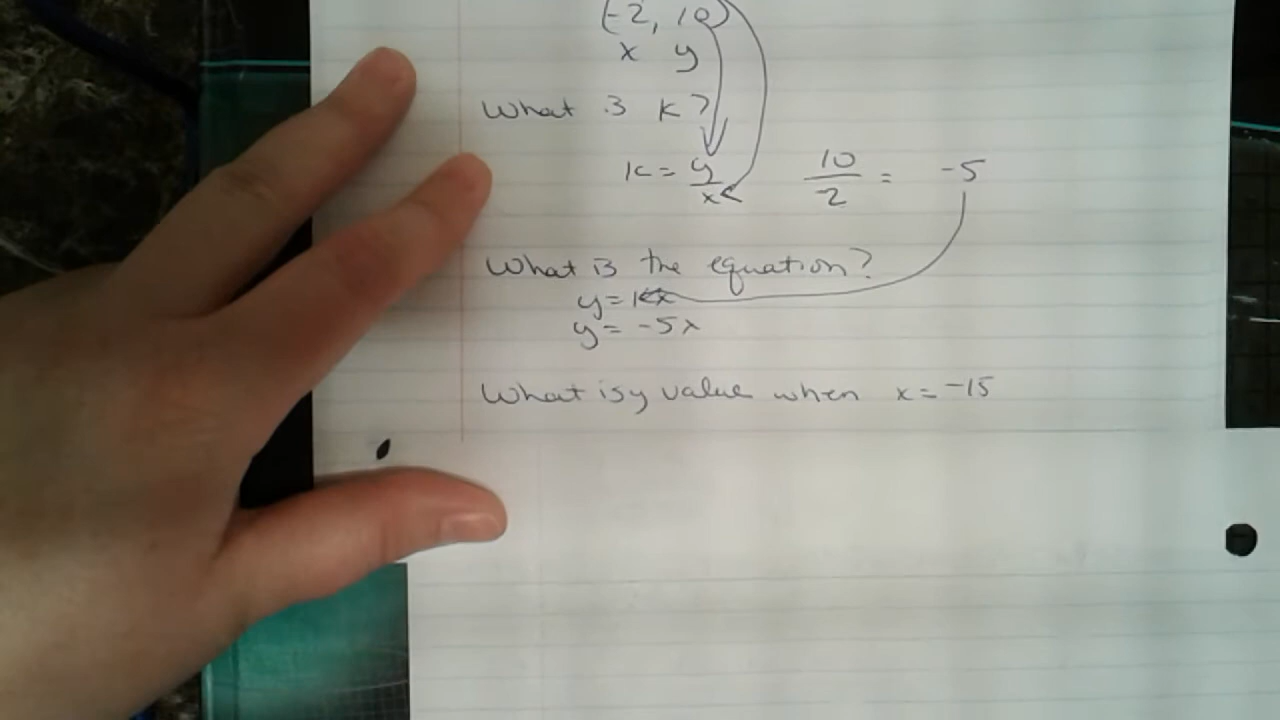 (-2, 10)
x y
What is k?
k = y/x 10/2 = -5
What is the equation?
y = kx
y = -5x
What is y value when x = -15